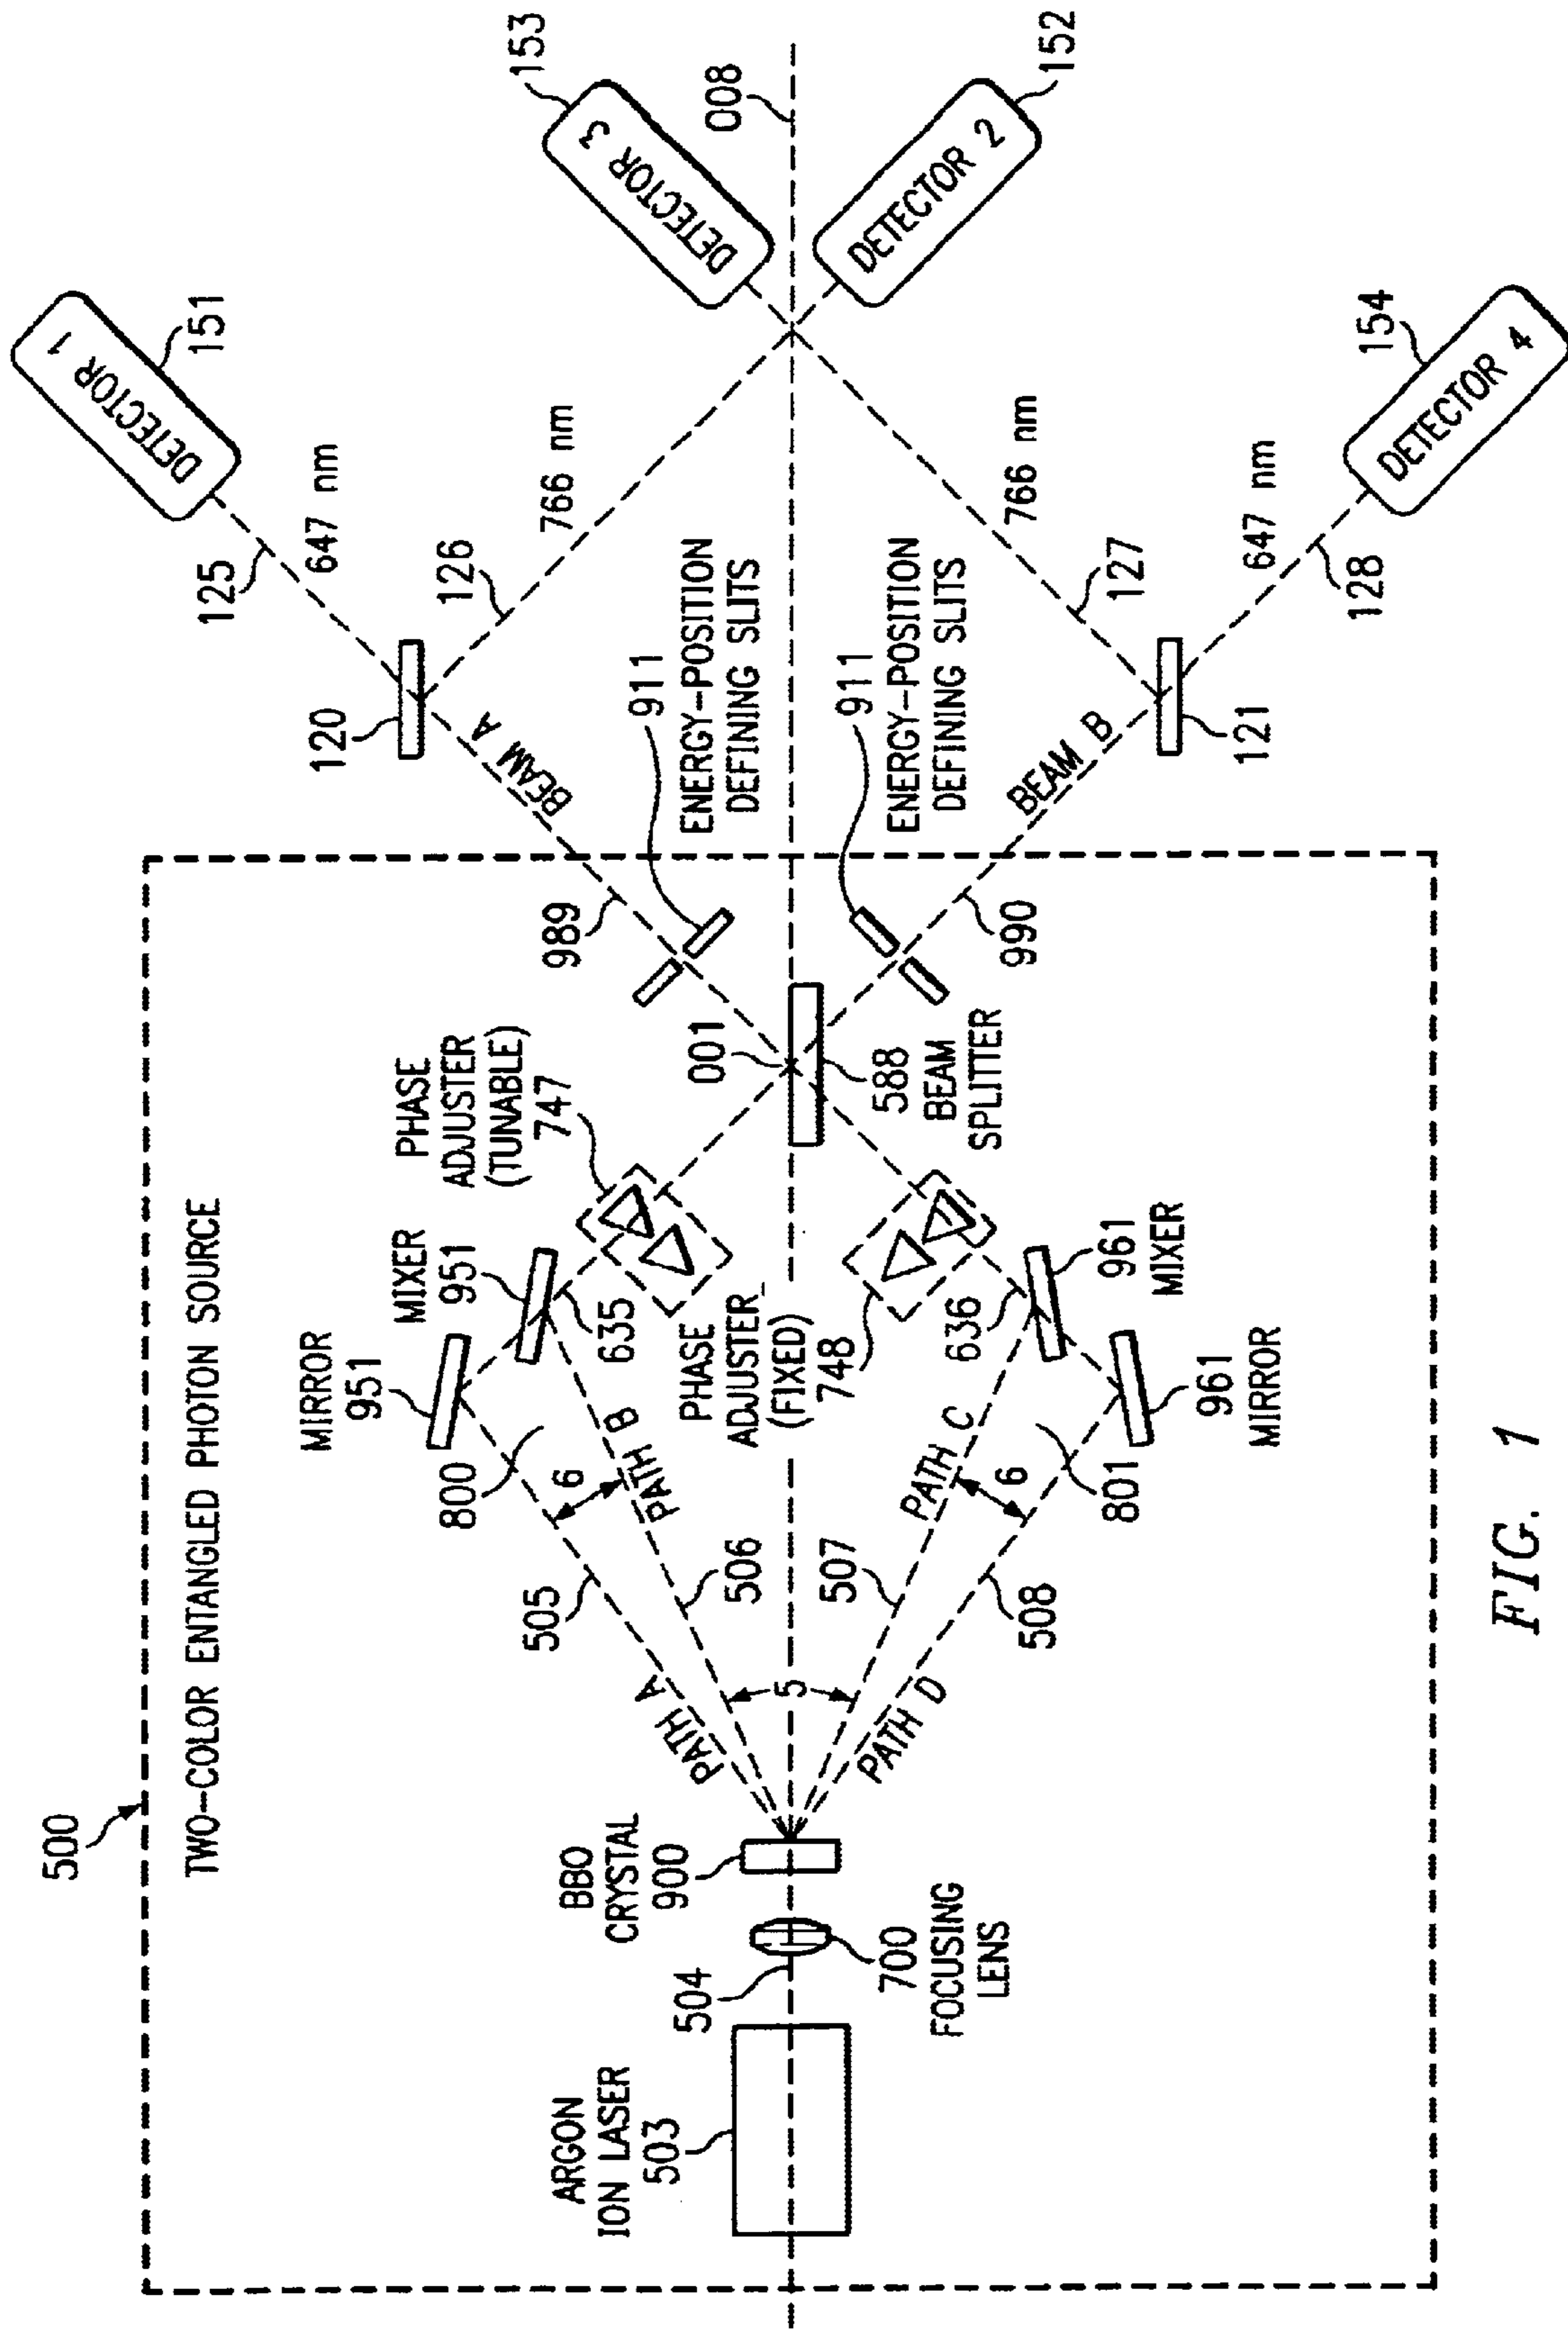 500
TWO-COLOR ENTANGLED PHOTON SOURCE
ARGON
ION LASER
503
504
700
FOCUSING
LENS
BBO
CRYSTAL
900
PATH A
505
506
PATH B
5
507
PATH C
PATH D
508
6
800
6
801
MIRROR
951
MIXER
951
635
PHASE
ADJUSTER
(TUNABLE)
747
PHASE
ADJUSTER
(FIXED)
748
636
961
MIXER
961
MIRROR
001
588
BEAM
SPLITTER
989
990
911
ENERGY-POSITION
DEFINING SLITS
911
ENERGY-POSITION
DEFINING SLITS
BEAM A
BEAM B
120
121
125
647 nm
126
766 nm
127
766 nm
128
647 nm
DETECTOR 1
151
DETECTOR 3
153
008
DETECTOR 2
152
DETECTOR 4
154
FIG. 1